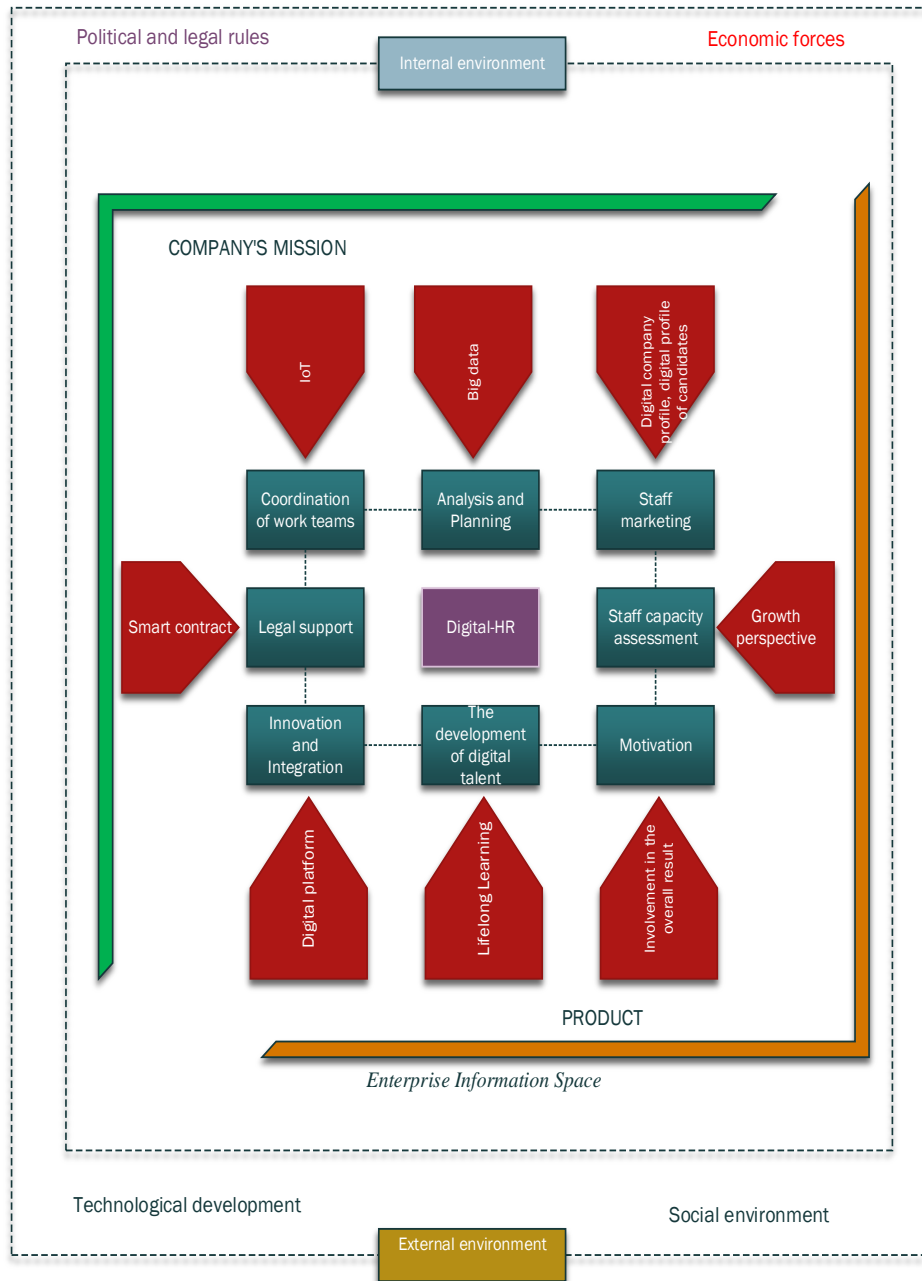 Political and legal rules
Economic forces
Internal environment
COMPANY'S MISSION
IoT
Big data
Digital company
profile, digital profile
of candidates
Coordination
of work teams
Analysis and
Planning
Staff
marketing
Smart contract
Legal support
Digital-HR
Staff capacity
assessment
Growth
perspective
Innovation
and
Integration
The
development
of digital
talent
Motivation
Digital platform
Lifelong Learning
Involvement in the
overall result
PRODUCT
Enterprise Information Space
Technological development
Social environment
External environment